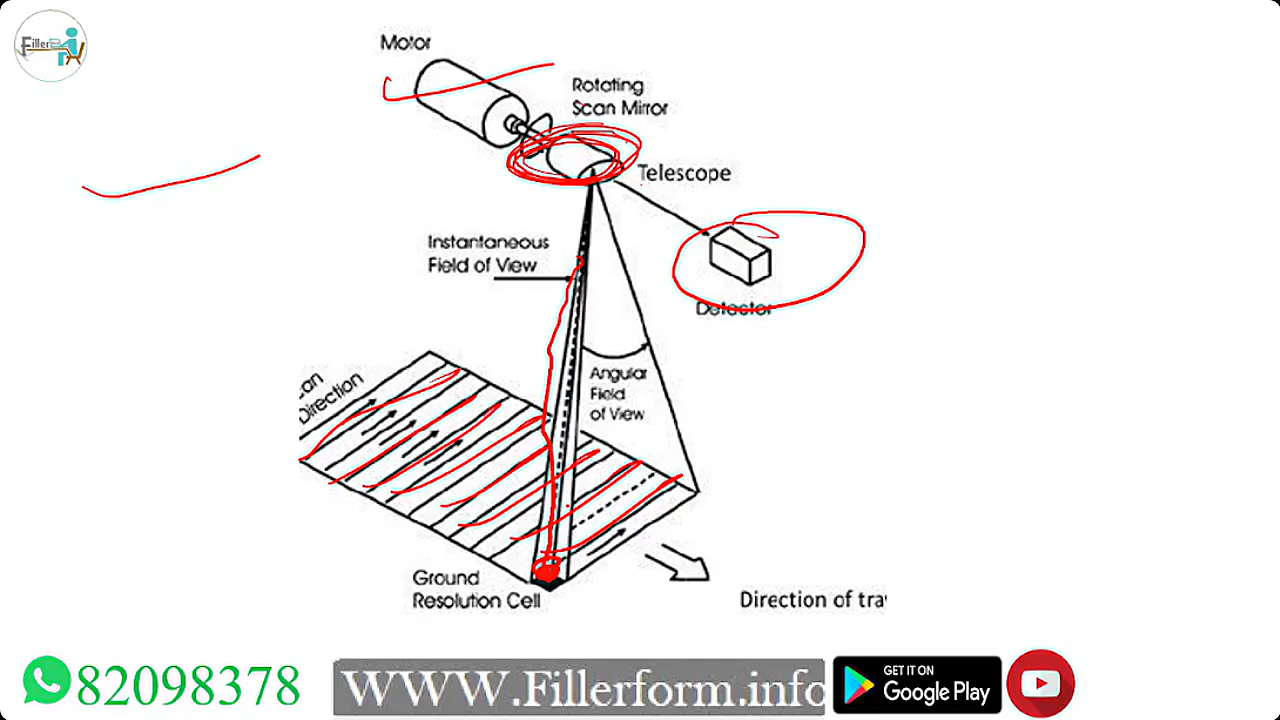 Filler
Motor
Rotating
Scan Mirror
Telescope
Instantaneous
Field of View
Detector
Angular
Field
of View
can
Direction
Ground
Resolution Cell
Direction of tra
82098378
WWW.Fillerform.info
GET IT ON
Google Play